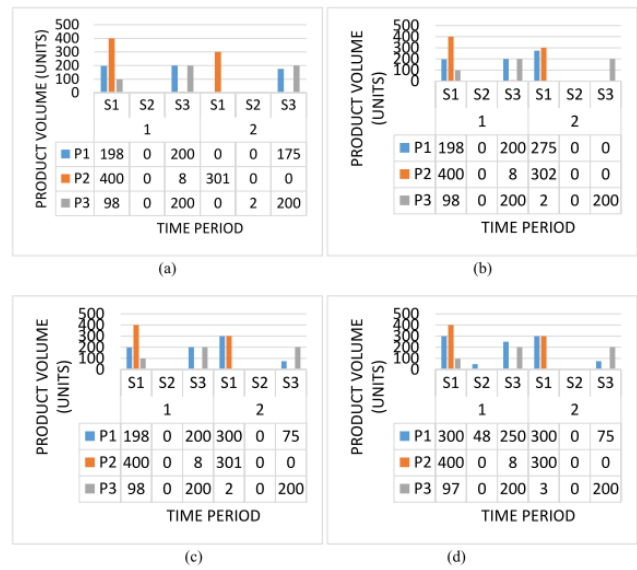 PRODUCT VOLUME (UNITS)
500
400
300
200
100
0
S1 S2 S3 S1 S2 S3
1 2
P1 198 0 200 0 0 175
P2 400 0 8 301 0 0
P3 98 0 200 0 2 200
TIME PERIOD
(a)
PRODUCT VOLUME
(UNITS)
500
400
300
200
100
0
S1 S2 S3 S1 S2 S3
1 2
P1 198 0 200 275 0 0
P2 400 0 8 302 0 0
P3 98 0 200 2 0 200
TIME PERIOD
(b)
PRODUCT VOLUME
(UNITS)
500
400
300
200
100
0
S1 S2 S3 S1 S2 S3
1 2
P1 198 0 200 300 0 75
P2 400 0 8 301 0 0
P3 98 0 200 2 0 200
TIME PERIOD
(c)
PRODUCT VOLUME
(UNITS)
500
400
300
200
100
0
S1 S2 S3 S1 S2 S3
1 2
P1 300 48 250 300 0 75
P2 400 0 8 300 0 0
P3 97 0 200 3 0 200
TIME PERIOD
(d)